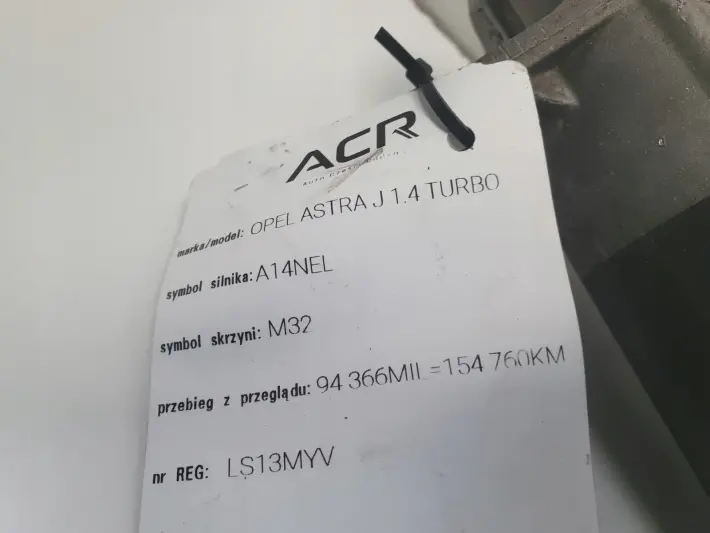 ACR
marka/model: OPEL ASTRA J 1.4 TURBO
symbol silnika: A14NEL
symbol skrzyni: M32
przebieg z przeglądu: 94 366MIL=154 760KM
nr REG: LS13MYV